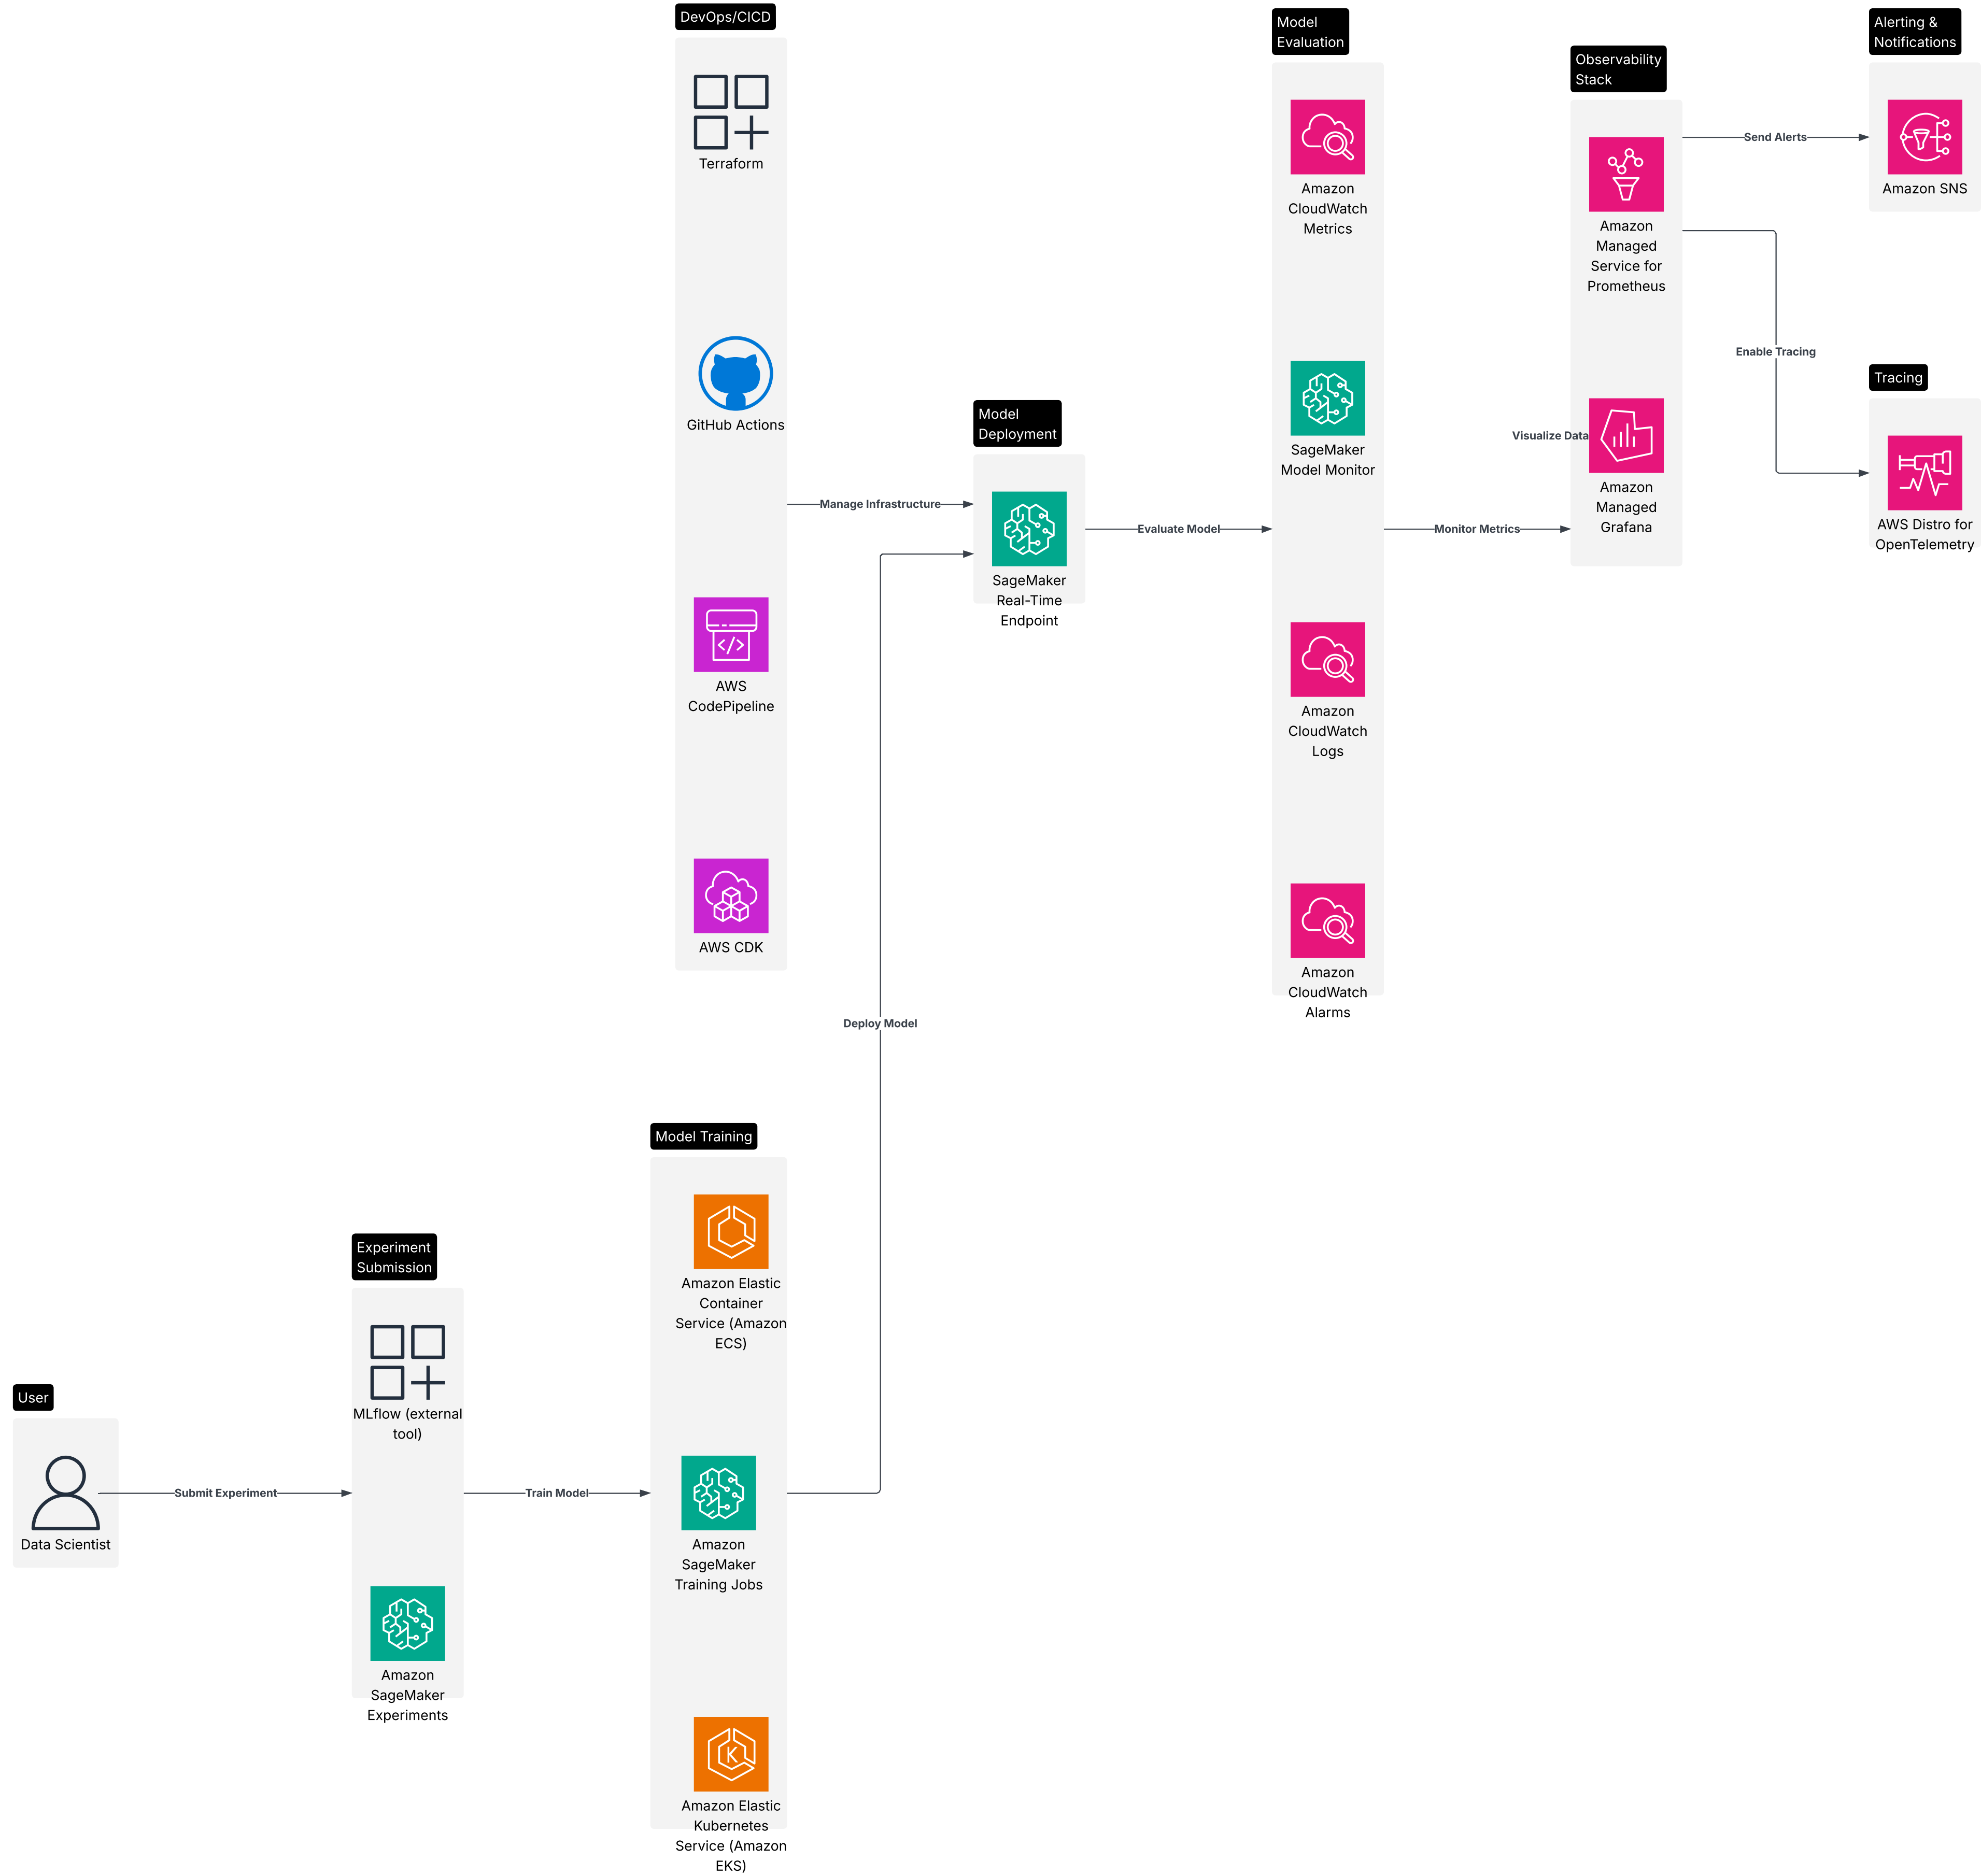 DevOps/CICD
Terraform
GitHub Actions
AWS
CodePipeline
AWS CDK
Manage Infrastructure
Model
Deployment
SageMaker
Real-Time
Endpoint
Evaluate Model
Model
Evaluation
Amazon
CloudWatch
Metrics
SageMaker
Model Monitor
Amazon
CloudWatch
Logs
Amazon
CloudWatch
Alarms
Monitor Metrics
Observability
Stack
Amazon
Managed
Service for
Prometheus
Visualize Data
Amazon
Managed
Grafana
Send Alerts
Enable Tracing
Alerting &
Notifications
Amazon SNS
Tracing
AWS Distro for
OpenTelemetry
Deploy Model
User
Data Scientist
Submit Experiment
Experiment
Submission
MLflow (external
tool)
Amazon
SageMaker
Experiments
Train Model
Model Training
Amazon Elastic
Container
Service (Amazon
ECS)
Amazon
SageMaker
Training Jobs
Amazon Elastic
Kubernetes
Service (Amazon
EKS)